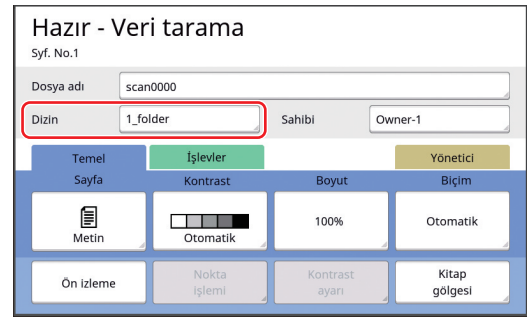 Hazır - Veri tarama
Syf. No.1
Dosya adı scan0000
Dizin 1_folder Sahibi Owner-1
Temel İşlevler Yönetici
Sayfa Kontrast Boyut Biçim
Metin Otomatik 100% Otomatik
Ön izleme Nokta işlemi Kontrast ayarı Kitap gölgesi